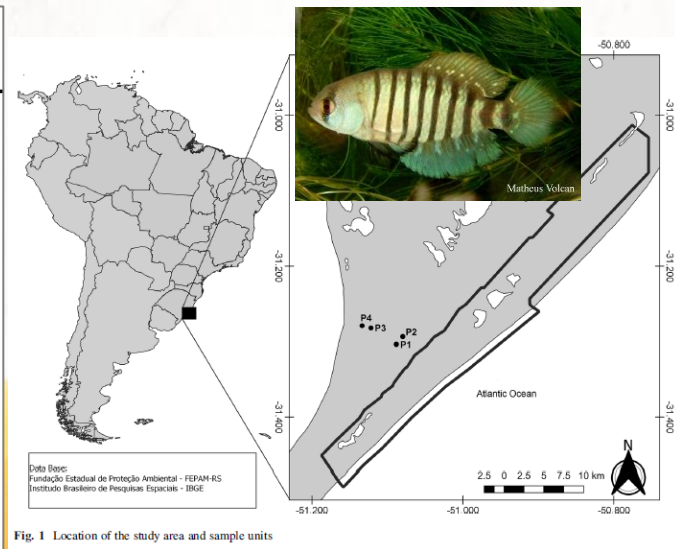 -50.800
-31.000
-31.000
Matheus Volcan
-31.200
-31.200
P4
P3
P2
P1
Atlantic Ocean
-31.400
-31.400
N
2.5 0 2.5 5 7.5 10 km
Data Base:
Fundação Estadual de Proteção Ambiental - FEPAM-RS
Institudo Brasileiro de Pesquisas Espaciais - IBGE
-51.200
-51.000
-50.800
Fig. 1 Location of the study area and sample units